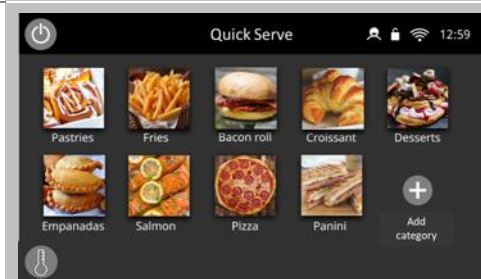 Quick Serve
12:59
Pastries
Fries
Bacon roll
Croissant
Desserts
Empanadas
Salmon
Pizza
Panini
Add
category